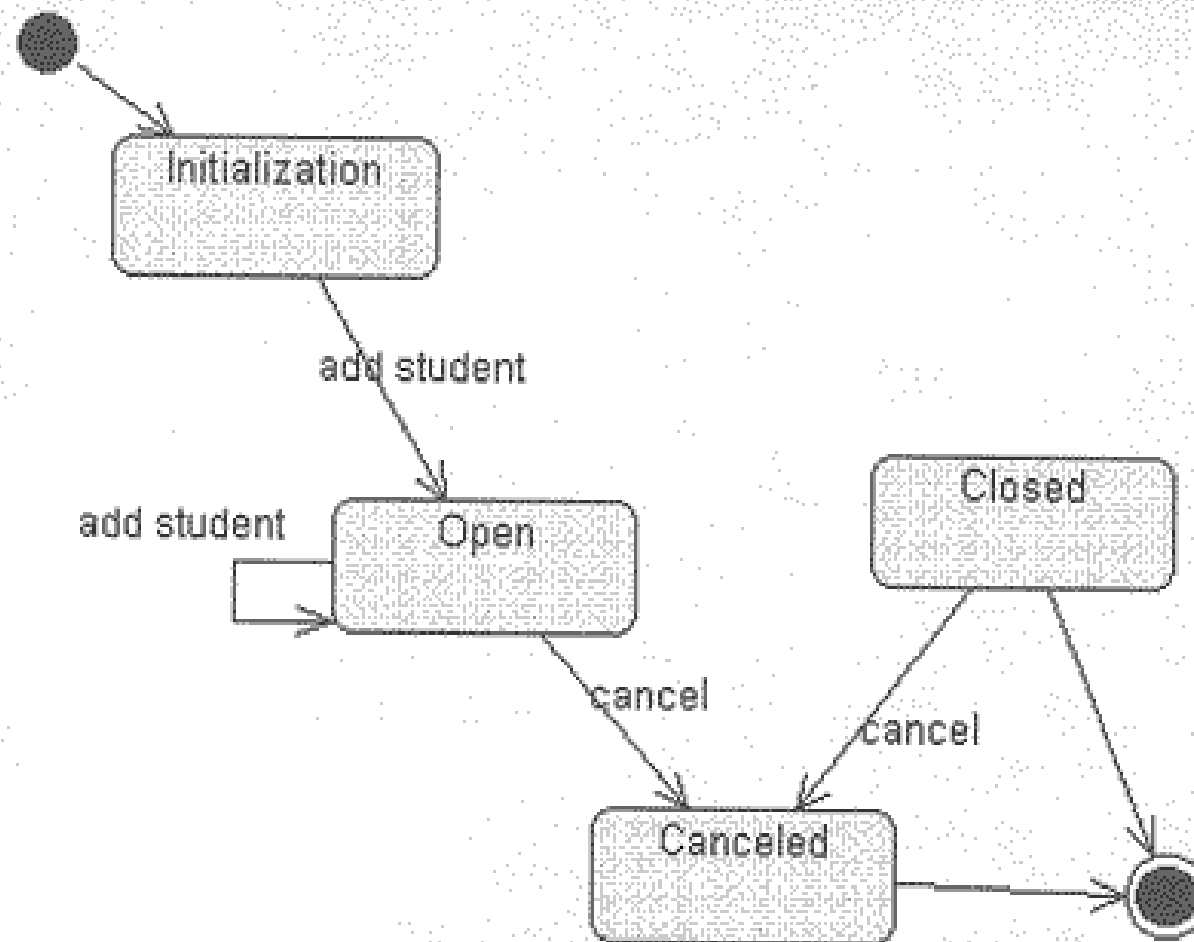 Initialization
add student
Closed
add student
Open
cancel
cancel
Canceled